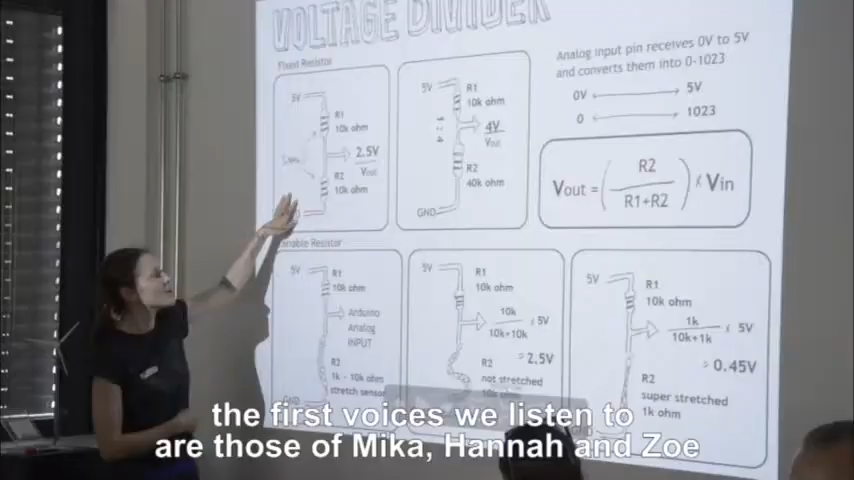 VOLTAGE DIVIDER
Fixed Resistor
5V
R1
10k ohm
2.5V
Vout
R2
10k ohm
5V
R1
10k ohm
1:4
4V
Vout
R2
40k ohm
GND
Analog input pin receives 0V to 5V
and converts them into 0-1023
0V 5V
0 1023
Vout = ( R2 / R1+R2 ) x Vin
Resistor
5V
R1
10k ohm
Arduino
Analog
INPUT
R2
1k - 10k ohm
stretch sensor
GND
5V
R1
10k ohm
10k / 10k+10k x 5V
= 2.5V
R2
not stretched
5V
R1
10k ohm
1k / 10k+1k x 5V
= 0.45V
R2
super stretched
1k ohm
the first voices we listen to
are those of Mika, Hannah and Zoe